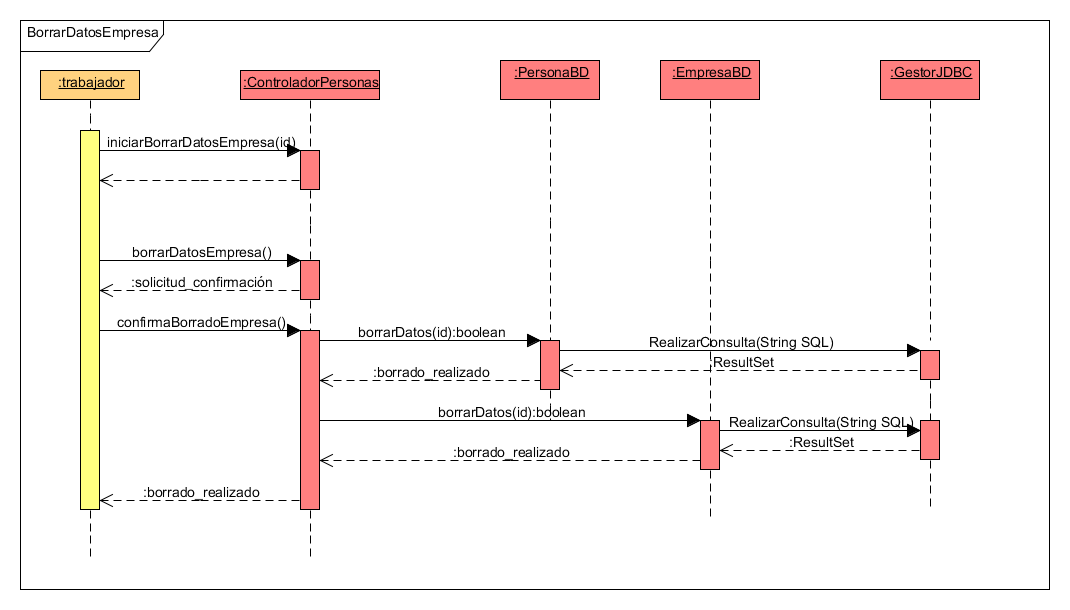 BorrarDatosEmpresa
:trabajador
:ControladorPersonas
:PersonaBD
:EmpresaBD
:GestorJDBC
iniciarBorrarDatosEmpresa(id)
borrarDatosEmpresa()
:solicitud_confirmación
confirmaBorradoEmpresa()
borrarDatos(id):boolean
RealizarConsulta(String SQL)
:ResultSet
:borrado_realizado
borrarDatos(id):boolean
RealizarConsulta(String SQL)
:ResultSet
:borrado_realizado
:borrado_realizado